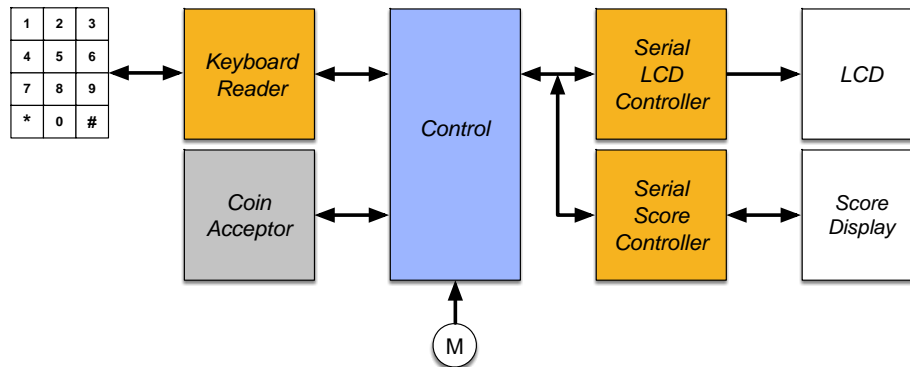 1 2 3
4 5 6
7 8 9
* 0 #
Keyboard
Reader
Coin
Acceptor
Control
M
Serial
LCD
Controller
Serial
Score
Controller
LCD
Score
Display